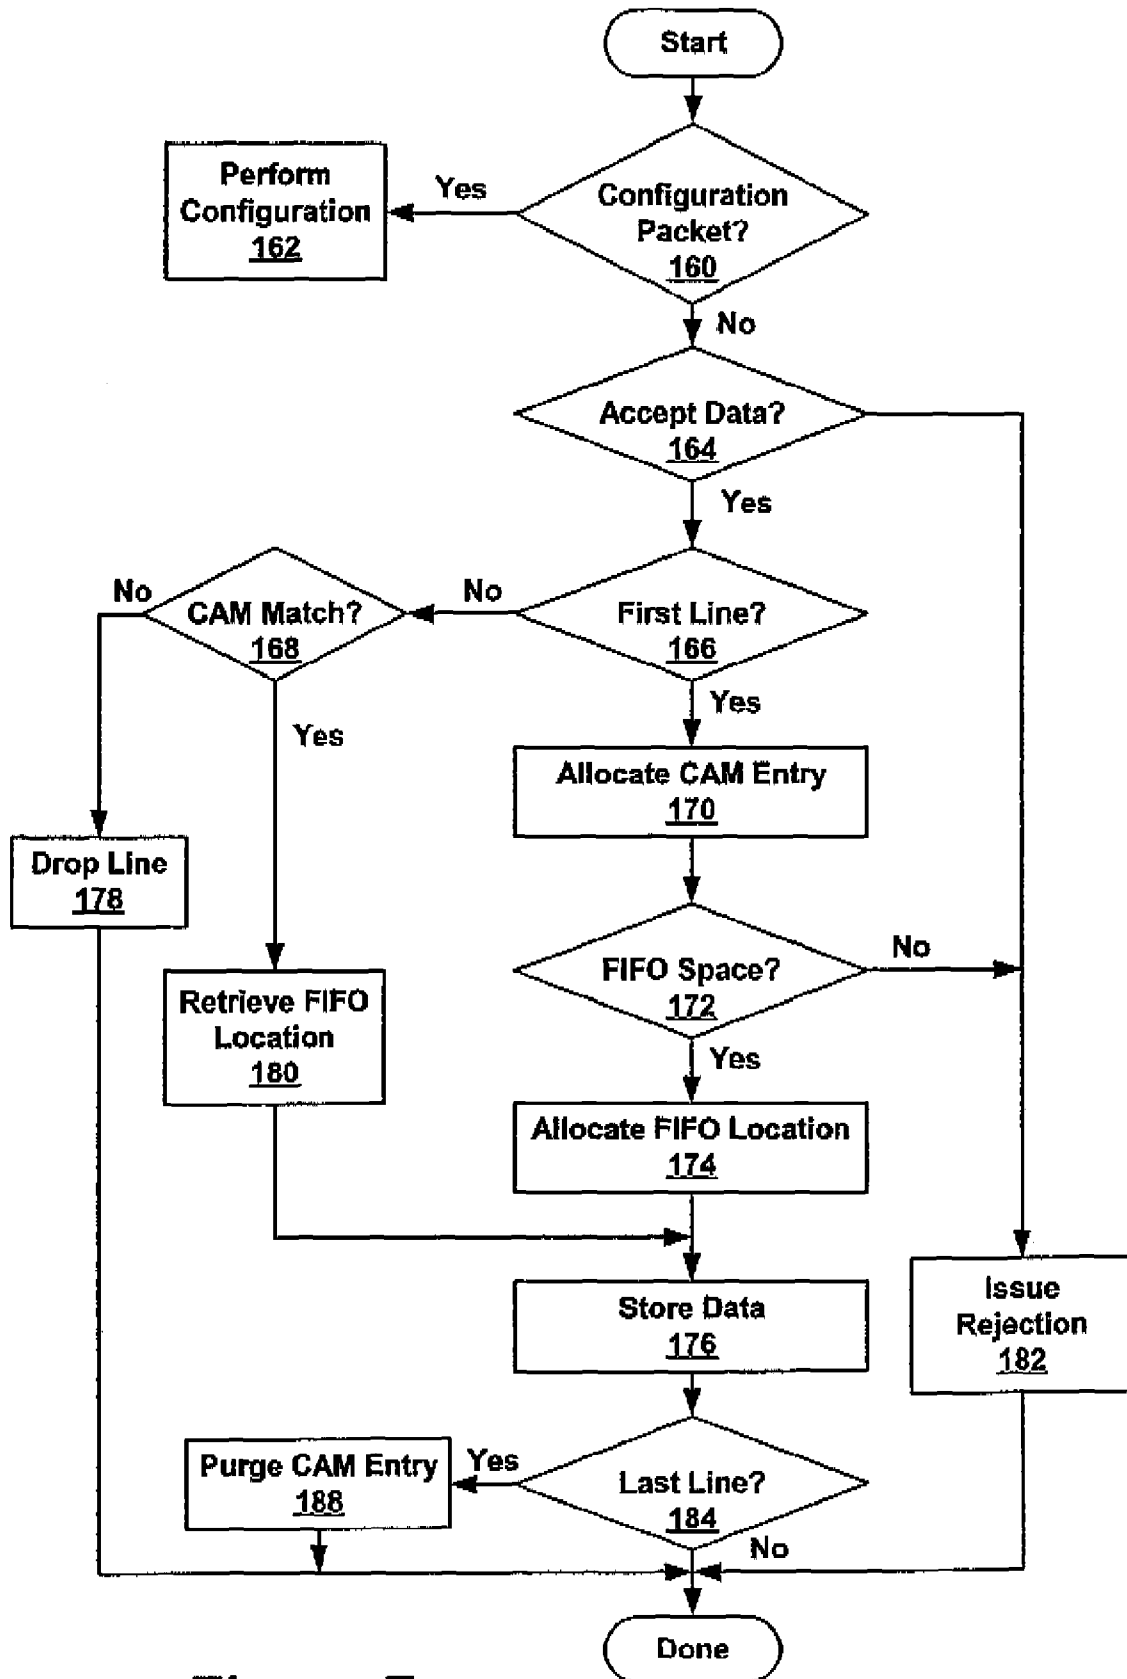 Start
Perform
Configuration
162
Yes
Configuration
Packet?
160
No
Accept Data?
164
Yes
No
CAM Match?
168
No
First Line?
166
Yes
Yes
Allocate CAM Entry
170
Drop Line
178
FIFO Space?
172
No
Retrieve FIFO
Location
180
Yes
Allocate FIFO Location
174
Store Data
176
Issue
Rejection
182
Purge CAM Entry
188
Yes
Last Line?
184
No
Done